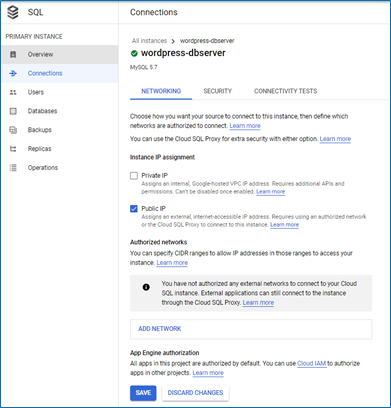 SQL
Connections
PRIMARY INSTANCE
Overview
Connections
Users
Databases
Backups
Replicas
Operations
All instances > wordpress-dbserver
wordpress-dbserver
MySQL 5.7
NETWORKING SECURITY CONNECTIVITY TESTS
Choose how you want your source to connect to this instance, then define which
networks are authorized to connect. Learn more
You can use the Cloud SQL Proxy for extra security with either option. Learn more
Instance IP assignment
Private IP
Assigns an internal, Google-hosted VPC IP address. Requires additional APIs and
permissions. Can't be disabled once enabled. Learn more
Public IP
Assigns an external, internet-accessible IP address. Requires using an authorized network
or the Cloud SQL Proxy to connect to this instance. Learn more
Authorized networks
You can specify CIDR ranges to allow IP addresses in those ranges to access your
instance. Learn more
You have not authorized any external networks to connect to your Cloud
SQL instance. External applications can still connect to the instance
through the Cloud SQL Proxy. Learn more
ADD NETWORK
App Engine authorization
All apps in this project are authorized by default. You can use Cloud IAM to authorize
apps in other projects. Learn more
SAVE DISCARD CHANGES